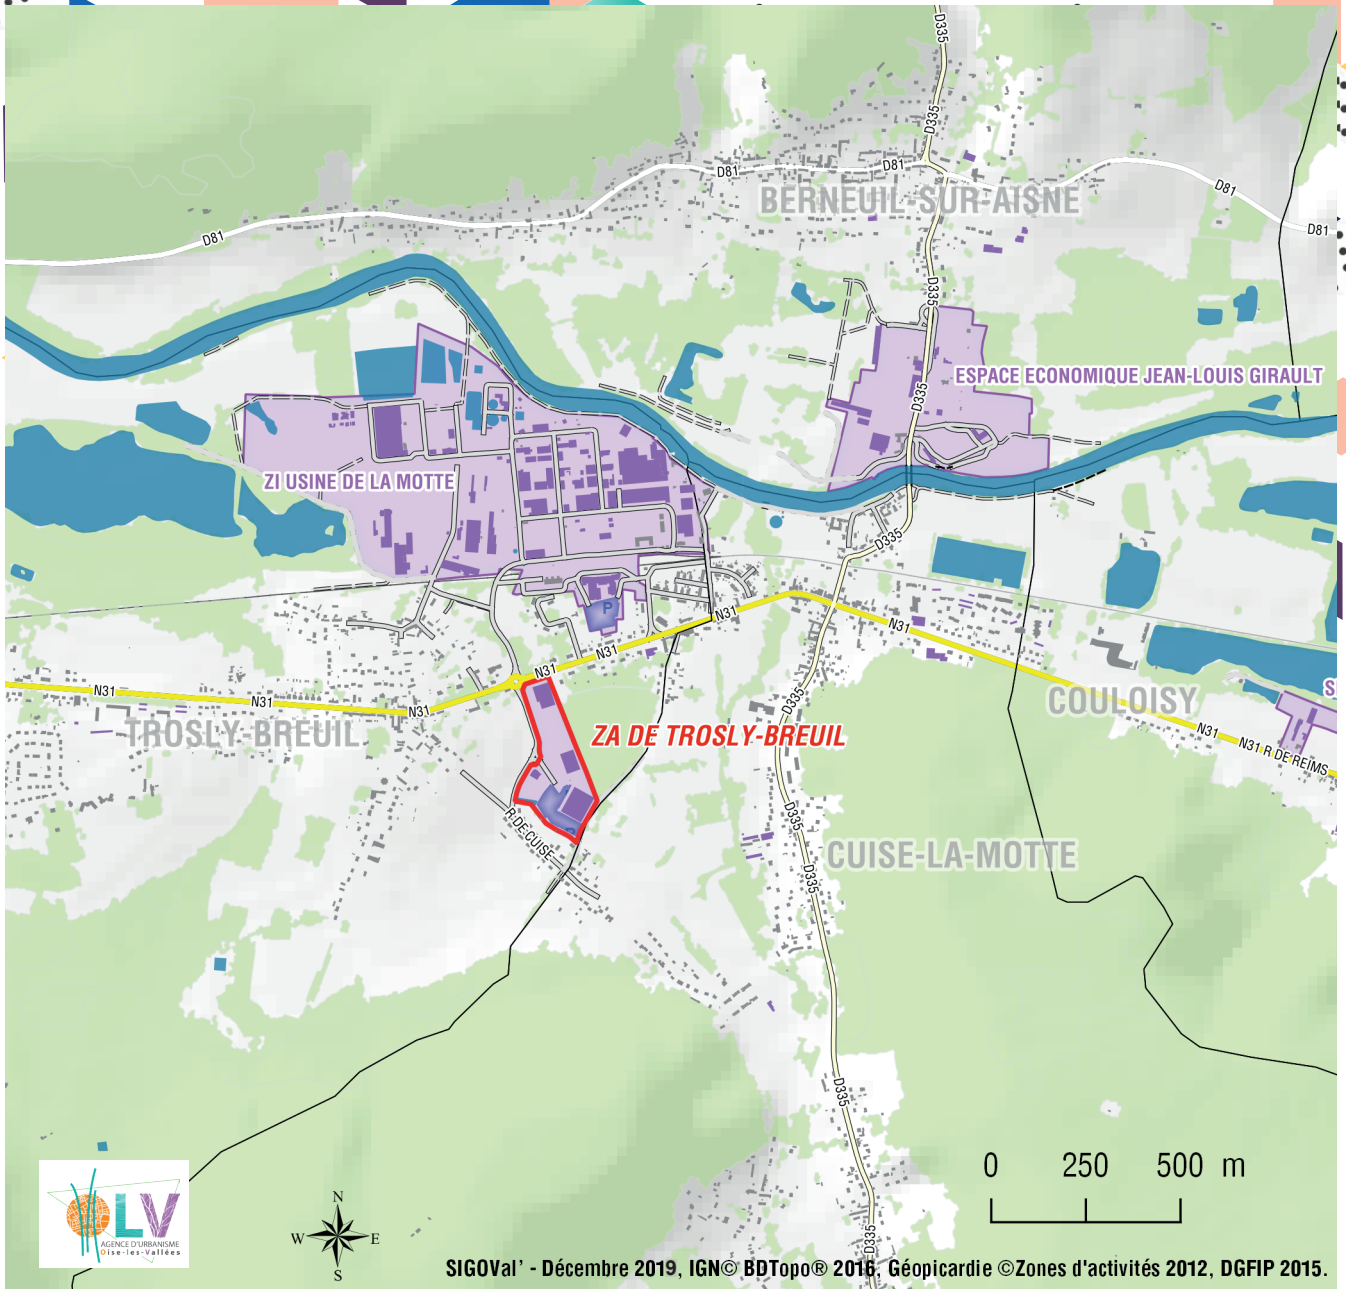 D335
D335
D81
D81
BERNEUIL-SUR-AISNE
D81
D81
D81
D335
ESPACE ECONOMIQUE JEAN-LOUIS GIRAULT
D335
ZI USINE DE LA MOTTE
D335
P
N31
N31
N31
N31
N31
N31
N31
S
COULOISY
D335
TROSLY-BREUIL
ZA DE TROSLY-BREUIL
N31
N31 R DE REIMS
R DE CUISE
D335
CUISE-LA-MOTTE
D335
D335
0 250 500 m
N
W E
S
D335
OLV
AGENCE D'URBANISME
Oise-les-Vallées
SIGOVal' - Décembre 2019, IGN© BDTopo® 2016, Géopicardie ©Zones d'activités 2012, DGFIP 2015.